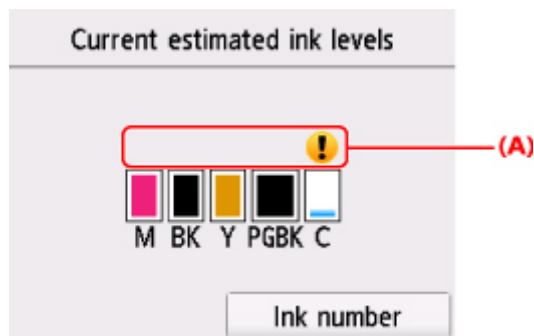 Current estimated ink levels
!
(A)
M BK Y PGBK C
Ink number